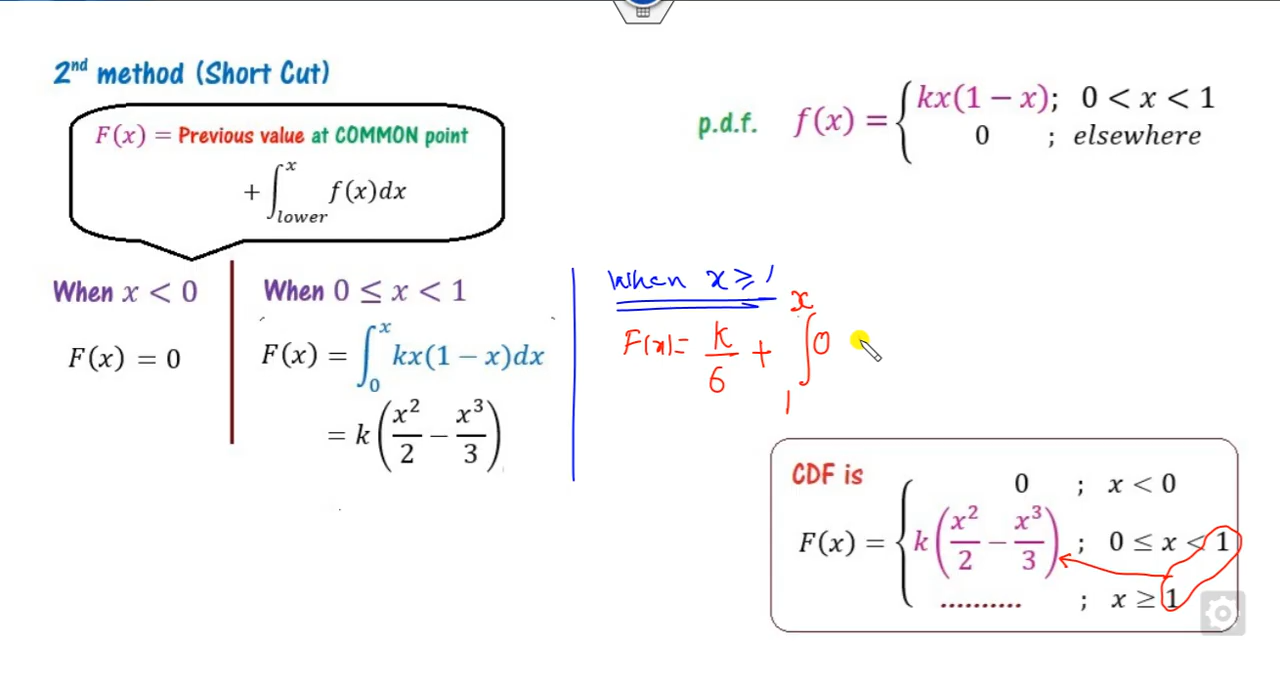 2nd method (Short Cut)
F(x) = Previous value at COMMON point
+ ∫_lower^x f(x)dx
p.d.f. f(x) = { kx(1 − x); 0 < x < 1
0 ; elsewhere
When x < 0
F(x) = 0
When 0 ≤ x < 1
F(x) = ∫_0^x kx(1 − x)dx
= k(x²/2 − x³/3)
When x ≥ 1
F(x) = k/6 + ∫_1^x 0
CDF is
F(x) = { 0 ; x < 0
k(x²/2 − x³/3) ; 0 ≤ x < 1
.......... ; x ≥ 1